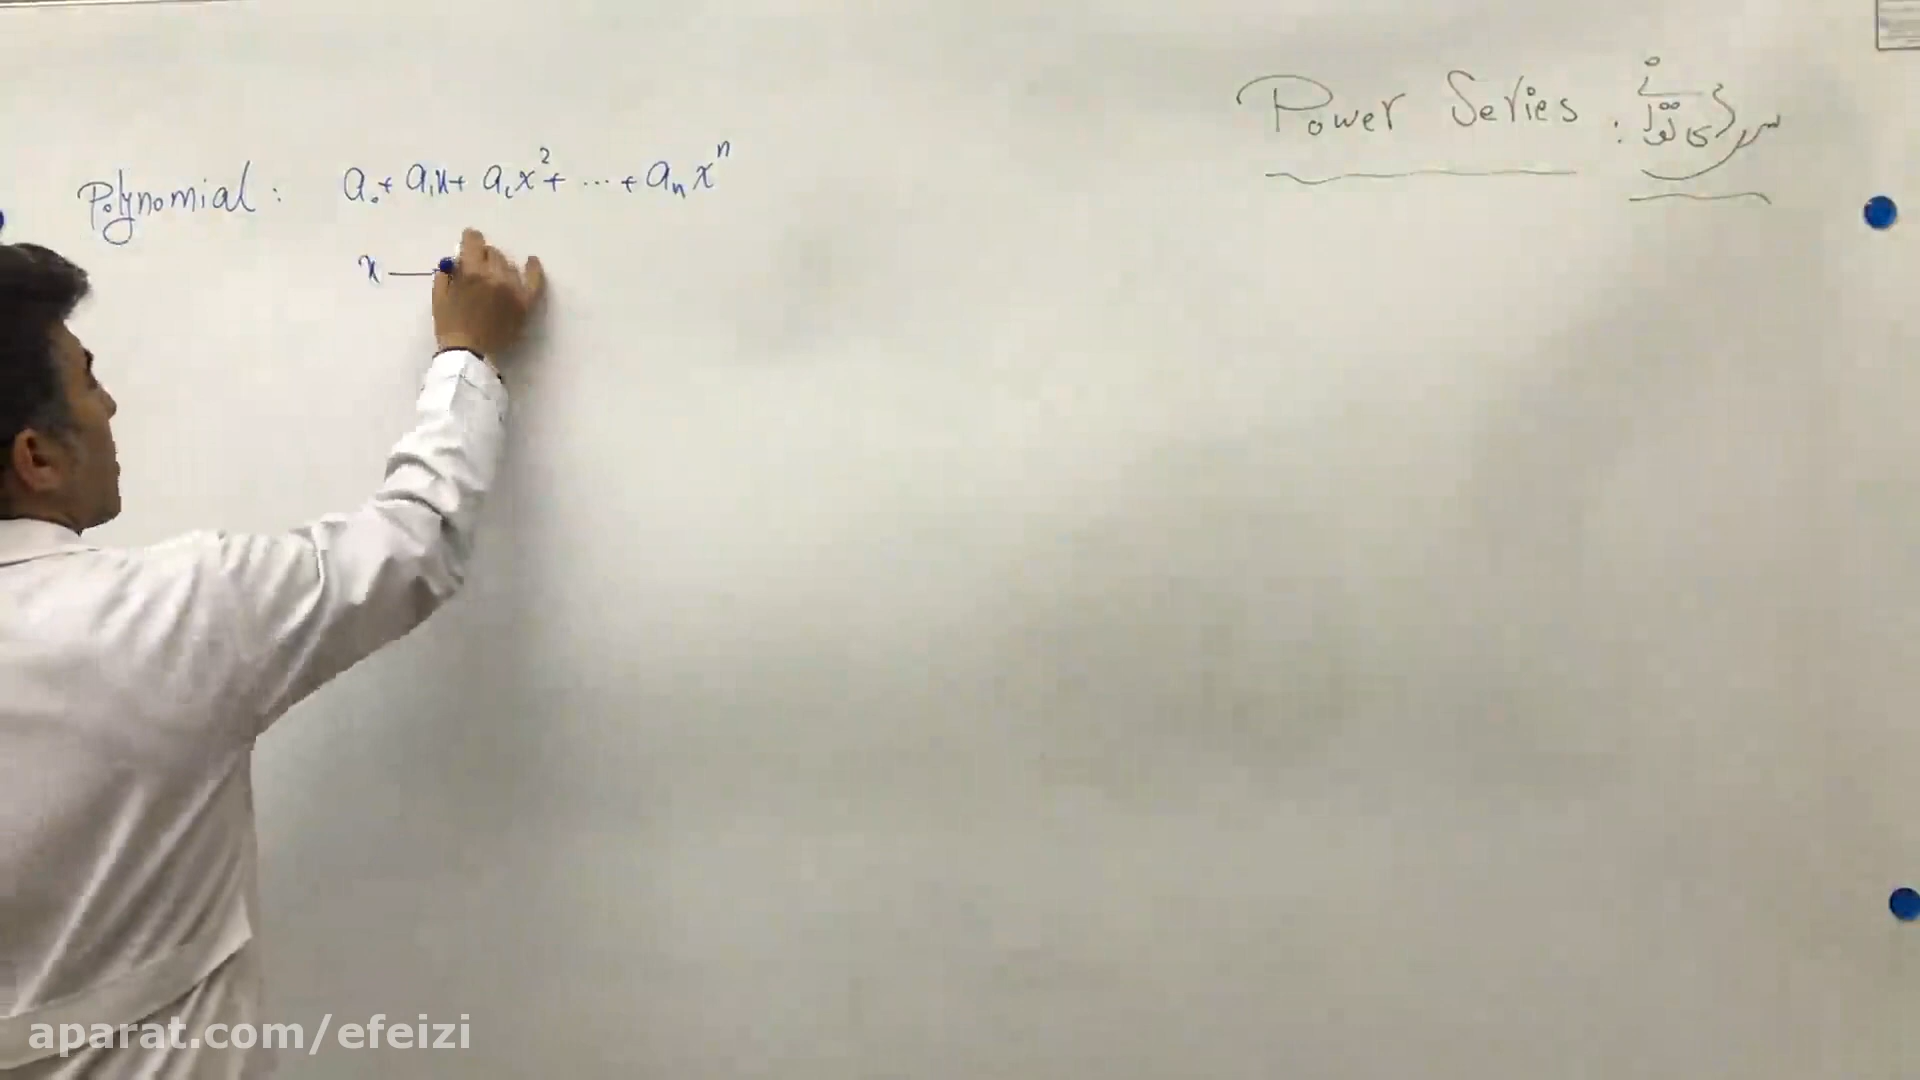 Power Series : سری توانی
Polynomial : a₀ + a₁x + a₂x² + ... + aₙxⁿ
x —
aparat.com/efeizi